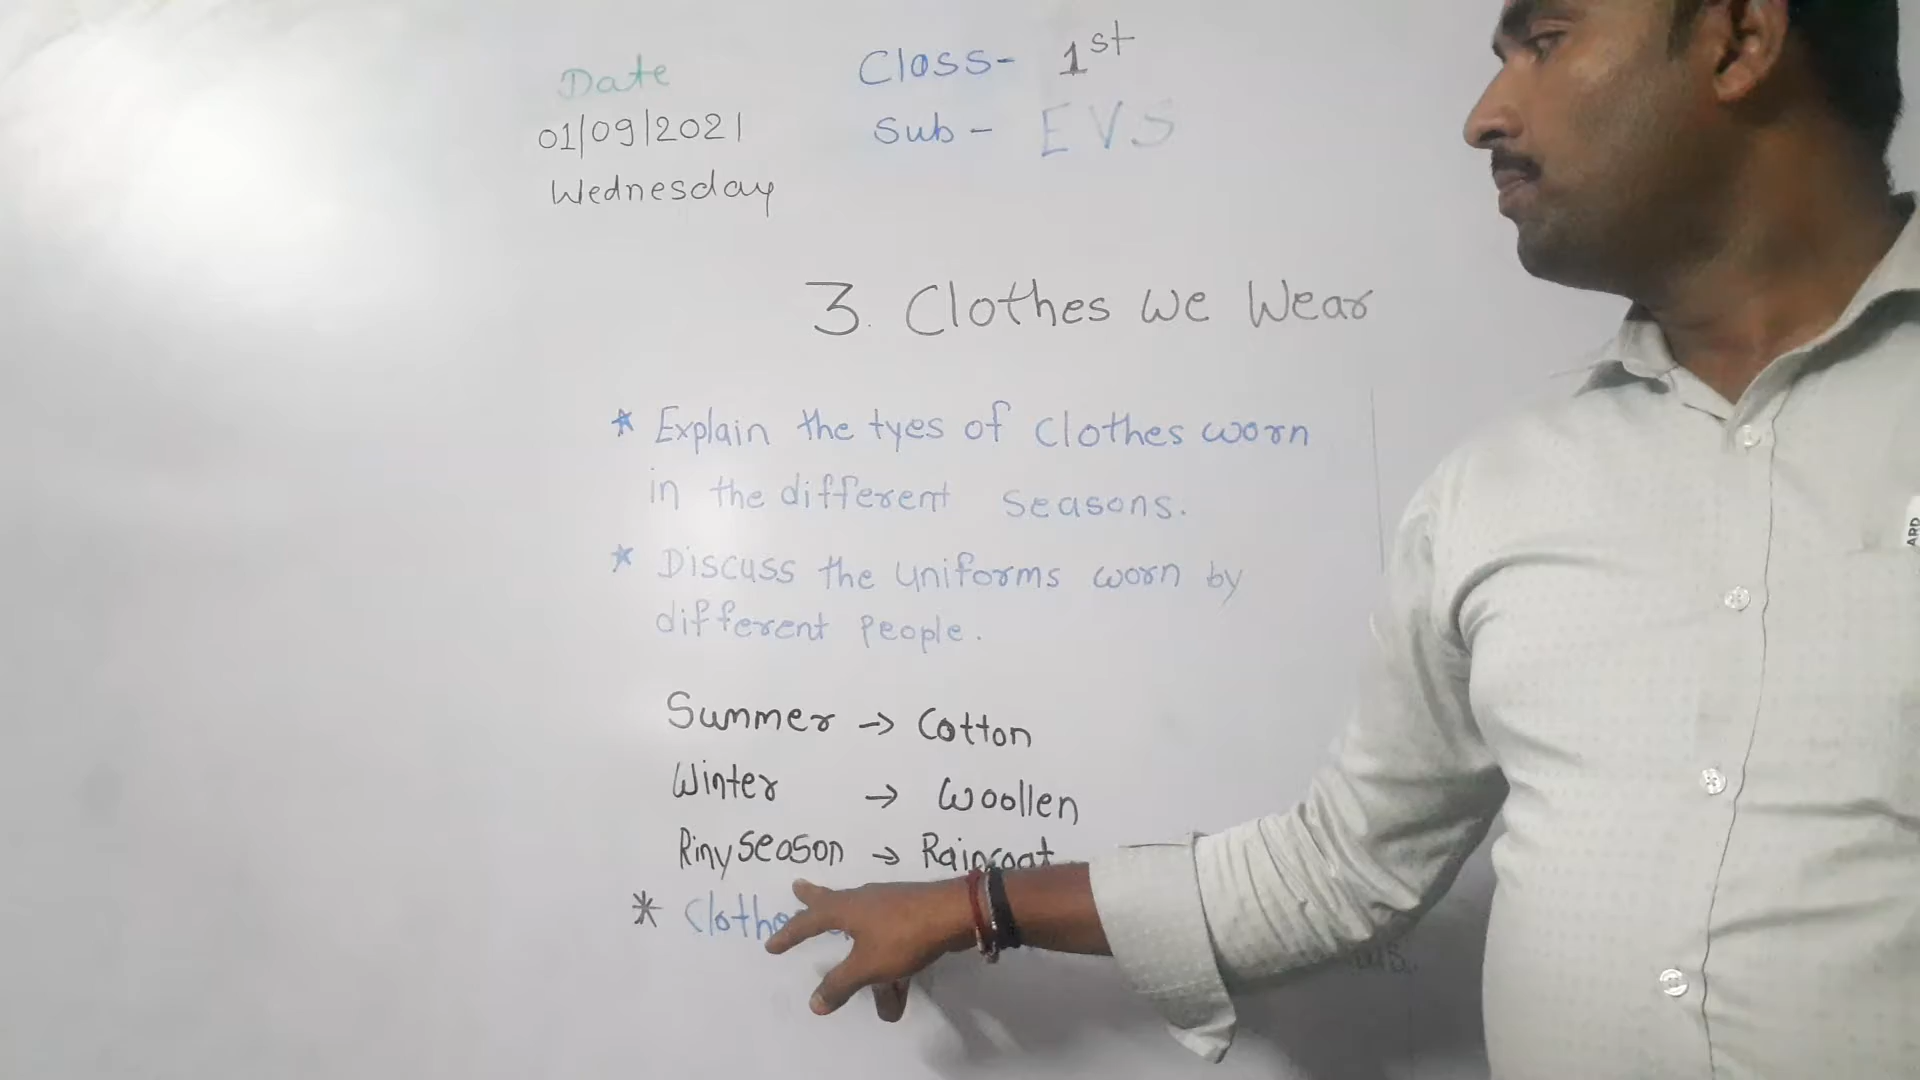 Date
01/09/2021
Wednesday
Class- 1st
Sub - EVS
3. Clothes We Wear
* Explain the tyes of clothes worn
in the different seasons.
* Discuss the uniforms worn by
different people.
Summer → Cotton
Winter → Woollen
Riny season → Raincoat
*
ARD